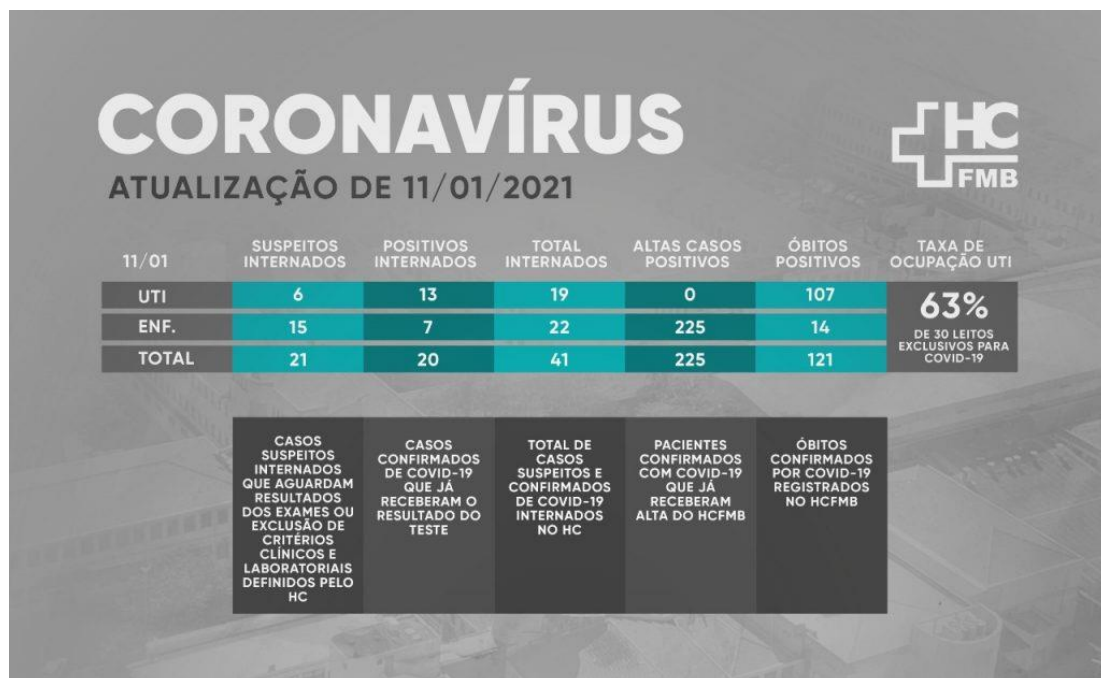 CORONAVÍRUS
ATUALIZAÇÃO DE 11/01/2021
HC
FMB
11/01
SUSPEITOS
INTERNADOS
POSITIVOS
INTERNADOS
TOTAL
INTERNADOS
ALTAS CASOS
POSITIVOS
ÓBITOS
POSITIVOS
TAXA DE
OCUPAÇÃO UTI
UTI 6 13 19 0 107
ENF. 15 7 22 225 14
TOTAL 21 20 41 225 121
63%
DE 30 LEITOS
EXCLUSIVOS PARA
COVID-19
CASOS
SUSPEITOS
INTERNADOS
QUE AGUARDAM
RESULTADOS
DOS EXAMES OU
EXCLUSÃO DE
CRITÉRIOS
CLÍNICOS E
LABORATORIAIS
DEFINIDOS PELO
HC
CASOS
CONFIRMADOS
DE COVID-19
QUE JÁ
RECEBERAM O
RESULTADO DO
TESTE
TOTAL DE
CASOS
SUSPEITOS E
CONFIRMADOS
DE COVID-19
INTERNADOS
NO HC
PACIENTES
CONFIRMADOS
COM COVID-19
QUE JÁ
RECEBERAM
ALTA DO HCFMB
ÓBITOS
CONFIRMADOS
POR COVID-19
REGISTRADOS
NO HCFMB